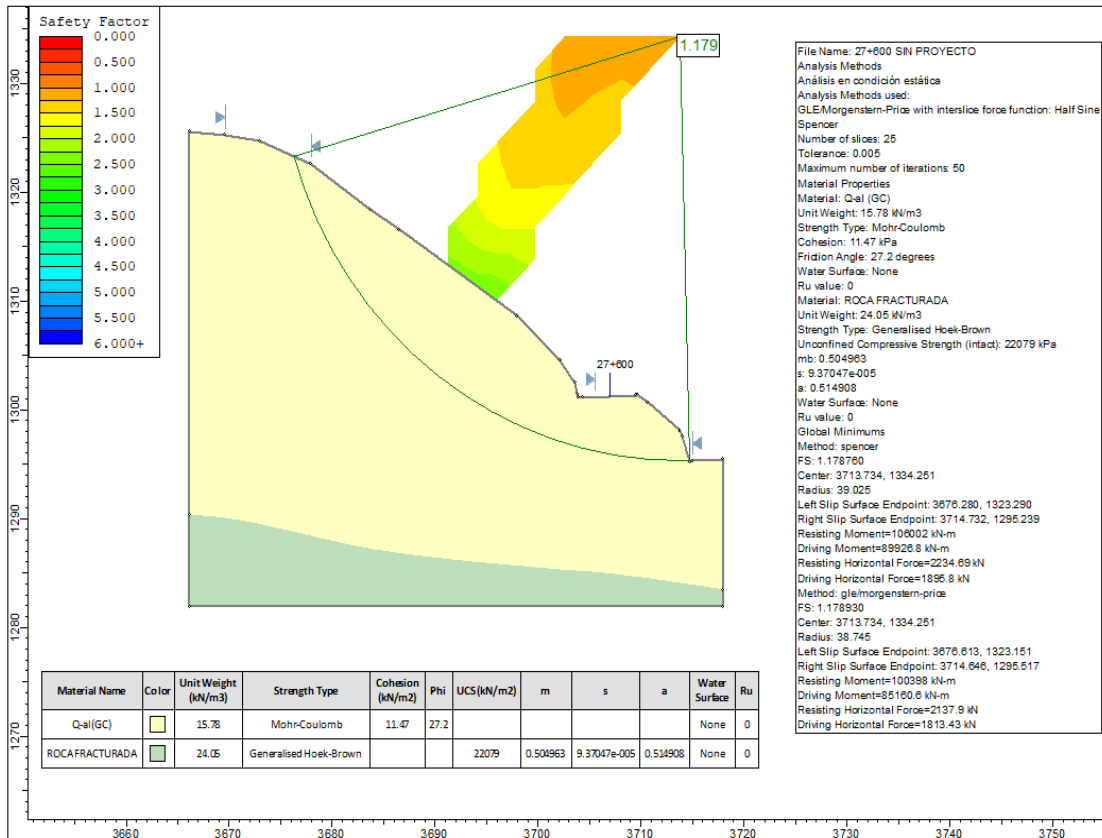 Safety Factor
0.000
0.500
1.000
1.500
2.000
2.500
3.000
3.500
4.000
4.500
5.000
5.500
6.000+
1.179
27+600
1330
1320
1310
1300
1290
1280
1270
3660
3670
3680
3690
3700
3710
3720
3730
3740
3750
File Name: 27+600 SIN PROYECTO
Analysis Methods
Análisis en condición estática
Analysis Methods used:
GLE/Morgenstern-Price with interslice force function: Half Sine
Spencer
Number of slices: 25
Tolerance: 0.005
Maximum number of iterations: 50
Material Properties
Material: Q-al (GC)
Unit Weight: 15.78 kN/m3
Strength Type: Mohr-Coulomb
Cohesion: 11.47 kPa
Friction Angle: 27.2 degrees
Water Surface: None
Ru value: 0
Material: ROCA FRACTURADA
Unit Weight: 24.05 kN/m3
Strength Type: Generalised Hoek-Brown
Unconfined Compressive Strength (intact): 22079 kPa
mb: 0.504963
s: 9.37047e-005
a: 0.514908
Water Surface: None
Ru value: 0
Global Minimums
Method: spencer
FS: 1.178760
Center: 3713.734, 1334.251
Radius: 39.025
Left Slip Surface Endpoint: 3676.280, 1323.290
Right Slip Surface Endpoint: 3714.732, 1295.239
Resisting Moment=106002 kN-m
Driving Moment=89926.8 kN-m
Resisting Horizontal Force=2234.69 kN
Driving Horizontal Force=1895.8 kN
Method: gle/morgenstern-price
FS: 1.178930
Center: 3713.734, 1334.251
Radius: 38.745
Left Slip Surface Endpoint: 3676.613, 1323.151
Right Slip Surface Endpoint: 3714.646, 1295.517
Resisting Moment=100398 kN-m
Driving Moment=85160.6 kN-m
Resisting Horizontal Force=2137.9 kN
Driving Horizontal Force=1813.43 kN
Material Name Color Unit Weight (kN/m3) Strength Type Cohesion (kN/m2) Phi UCS(kN/m2) m s a Water Surface Ru
Q-al(GC) 15.78 Mohr-Coulomb 11.47 27.2 None 0
ROCA FRACTURADA 24.05 Generalised Hoek-Brown 22079 0.504963 9.37047e-005 0.514908 None 0